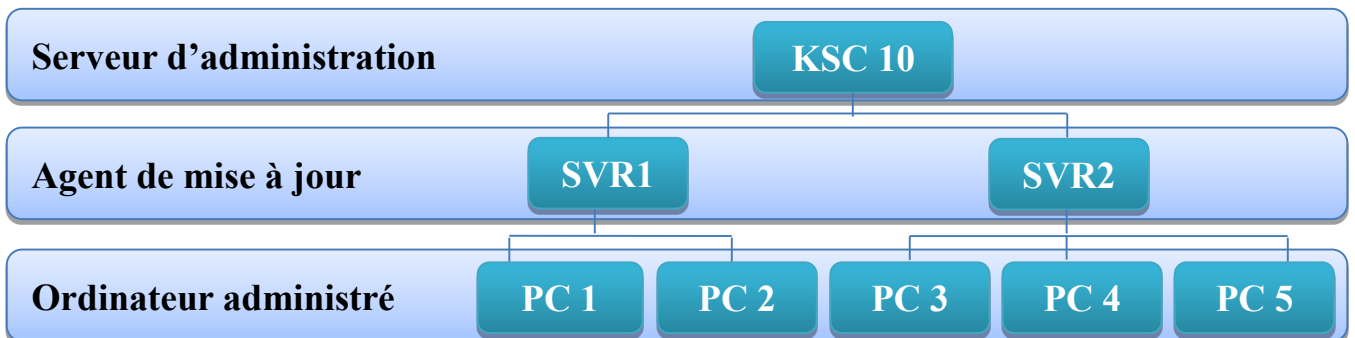 Serveur d’administration KSC 10
Agent de mise à jour SVR1 SVR2
Ordinateur administré PC 1 PC 2 PC 3 PC 4 PC 5